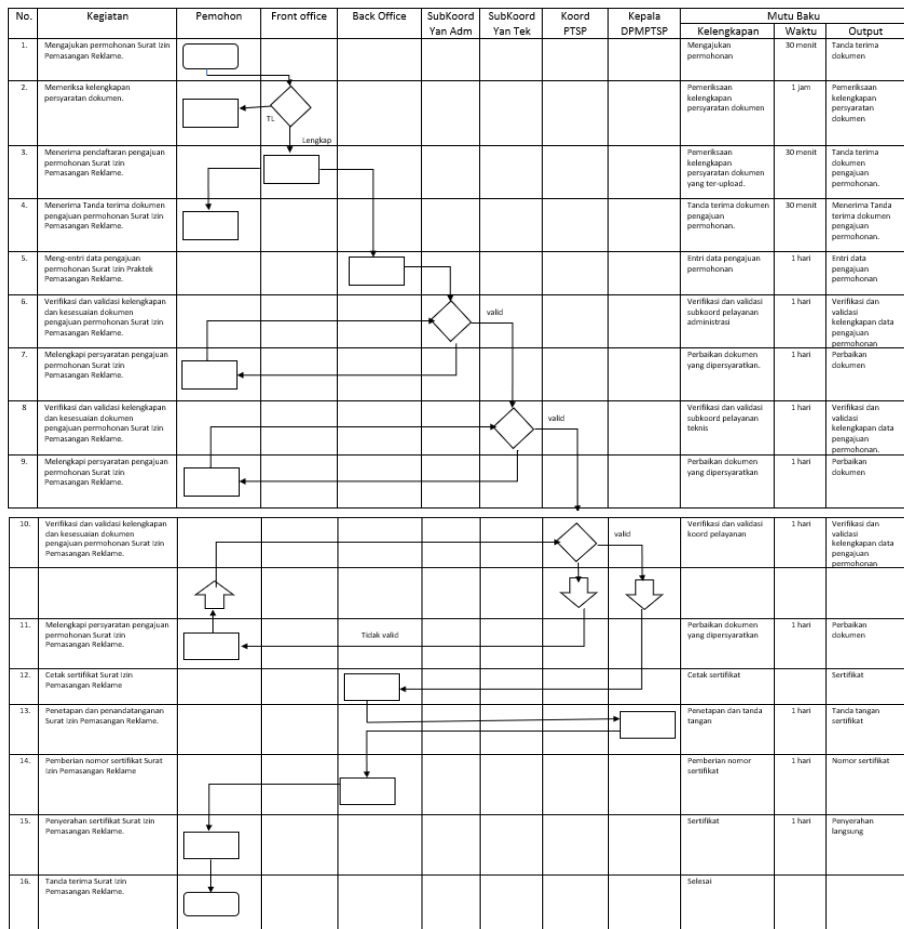 No. Kegiatan Pemohon Front office Back Office SubKoord Yan Adm SubKoord Yan Tek Koord PTSP Kepala DPMPTSP Mutu Baku
Kelengkapan Waktu Output
1. Mengajukan permohonan Surat Izin
Pemasangan Reklame.
Mengajukan
permohonan
30 menit
Tanda terima
dokumen
2. Memeriksa kelengkapan
persyaratan dokumen.
TL
Lengkap
Pemeriksaan
kelengkapan
persyaratan dokumen
1 jam
Pemeriksaan
kelengkapan
persyaratan
dokumen
3. Menerima pendaftaran pengajuan
permohonan Surat Izin
Pemasangan Reklame.
Pemeriksaan
kelengkapan
persyaratan dokumen
yang ter-upload.
30 menit
Tanda terima
dokumen
pengajuan
permohonan.
4. Menerima Tanda terima dokumen
pengajuan permohonan Surat Izin
Pemasangan Reklame.
Tanda terima dokumen
pengajuan
permohonan.
30 menit
Menerima Tanda
terima dokumen
pengajuan
permohonan.
5. Meng-entri data pengajuan
permohonan Surat Izin Praktek
Pemasangan Reklame.
Entri data pengajuan
permohonan
1 hari
Entri data
pengajuan
permohonan
6. Verifikasi dan validasi kelengkapan
dan kesesuaian dokumen
pengajuan permohonan Surat Izin
Pemasangan Reklame.
valid
Verifikasi dan validasi
subkoord pelayanan
administrasi
1 hari
Verifikasi dan
validasi
kelengkapan data
pengajuan
permohonan
7. Melengkapi persyaratan pengajuan
permohonan Surat Izin
Pemasangan Reklame.
Perbaikan dokumen
yang dipersyaratkan.
1 hari
Perbaikan
dokumen
8 Verifikasi dan validasi kelengkapan
dan kesesuaian dokumen
pengajuan permohonan Surat Izin
Pemasangan Reklame.
valid
Verifikasi dan validasi
subkoord pelayanan
teknis
1 hari
Verifikasi dan
validasi
kelengkapan data
pengajuan
permohonan.
9. Melengkapi persyaratan pengajuan
permohonan Surat Izin
Pemasangan Reklame.
Perbaikan dokumen
yang dipersyaratkan
1 hari
Perbaikan
dokumen
10. Verifikasi dan validasi kelengkapan
dan kesesuaian dokumen
pengajuan permohonan Surat Izin
Pemasangan Reklame.
valid
Verifikasi dan validasi
koord pelayanan
1 hari
Verifikasi dan
validasi
kelengkapan data
pengajuan
permohonan
11. Melengkapi persyaratan pengajuan
permohonan Surat Izin
Pemasangan Reklame.
Tidak valid
Perbaikan dokumen
yang dipersyaratkan
1 hari
Perbaikan
dokumen
12. Cetak sertifikat Surat Izin
Pemasangan Reklame
Cetak sertifikat
1 hari
Sertifikat
13. Penetapan dan penandatanganan
Surat Izin Pemasangan Reklame.
Penetapan dan tanda
tangan
1 hari
Tanda tangan
sertifikat
14. Pemberian nomor sertifikat Surat
Izin Pemasangan Reklame
Pemberian nomor
sertifikat
1 hari
Nomor sertifikat
15. Penyerahan sertifikat Surat Izin
Pemasangan Reklame.
Sertifikat
1 hari
Penyerahan
langsung
16. Tanda terima Surat Izin
Pemasangan Reklame.
Selesai